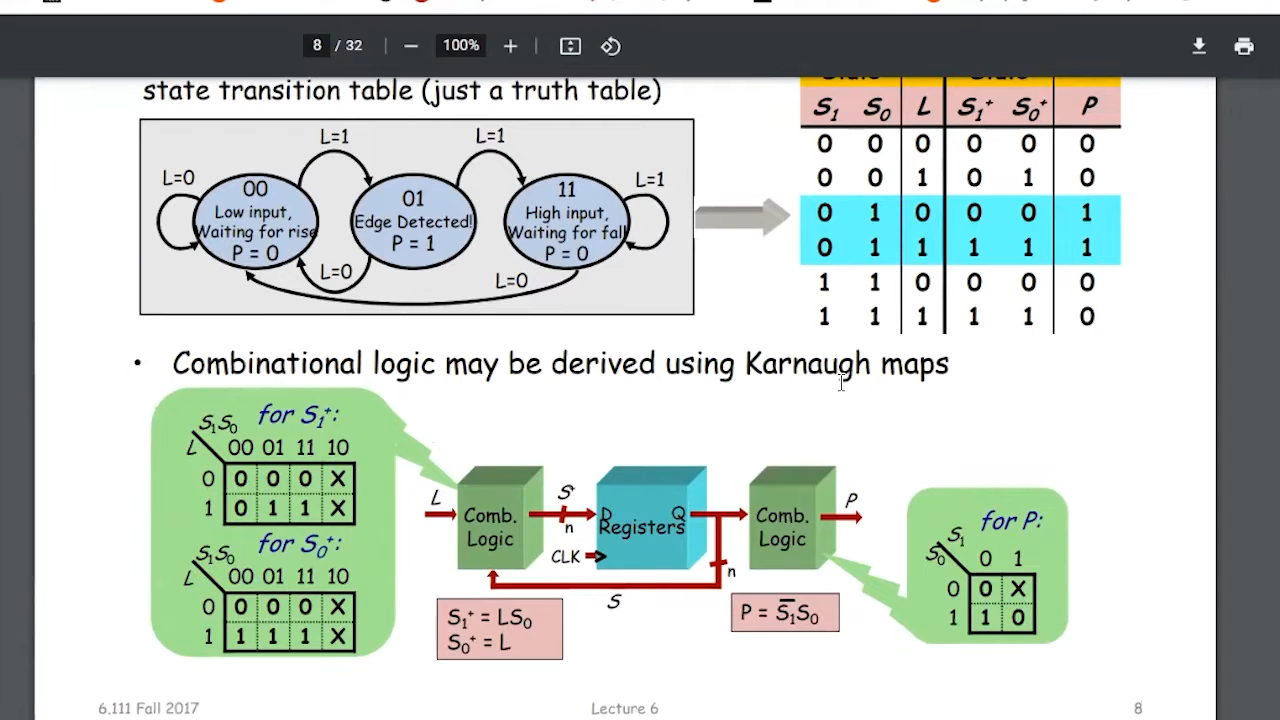 8 / 32
100%
state transition table (just a truth table)
S1 S0 L S1+ S0+ P
0 0 0 0 0 0
0 0 1 0 1 0
0 1 0 0 0 1
0 1 1 1 1 1
1 1 0 0 0 0
1 1 1 1 1 0
L=1 L=1
L=0 L=1
00
Low input,
Waiting for rise
P = 0
01
Edge Detected!
P = 1
11
High input,
Waiting for fall
P = 0
L=0 L=0
• Combinational logic may be derived using Karnaugh maps
for S1+:
S1S0
L 00 01 11 10
0 0 0 0 X
1 0 1 1 X
for S0+:
S1S0
L 00 01 11 10
0 0 0 0 X
1 1 1 1 X
L
Comb.
Logic
S+
n
D Q
Registers
CLK
n
S
Comb.
Logic
P
S1+ = LS0
S0+ = L
P = S̅1S0
for P:
S1
S0 0 1
0 0 X
1 1 0
6.111 Fall 2017 Lecture 6 8